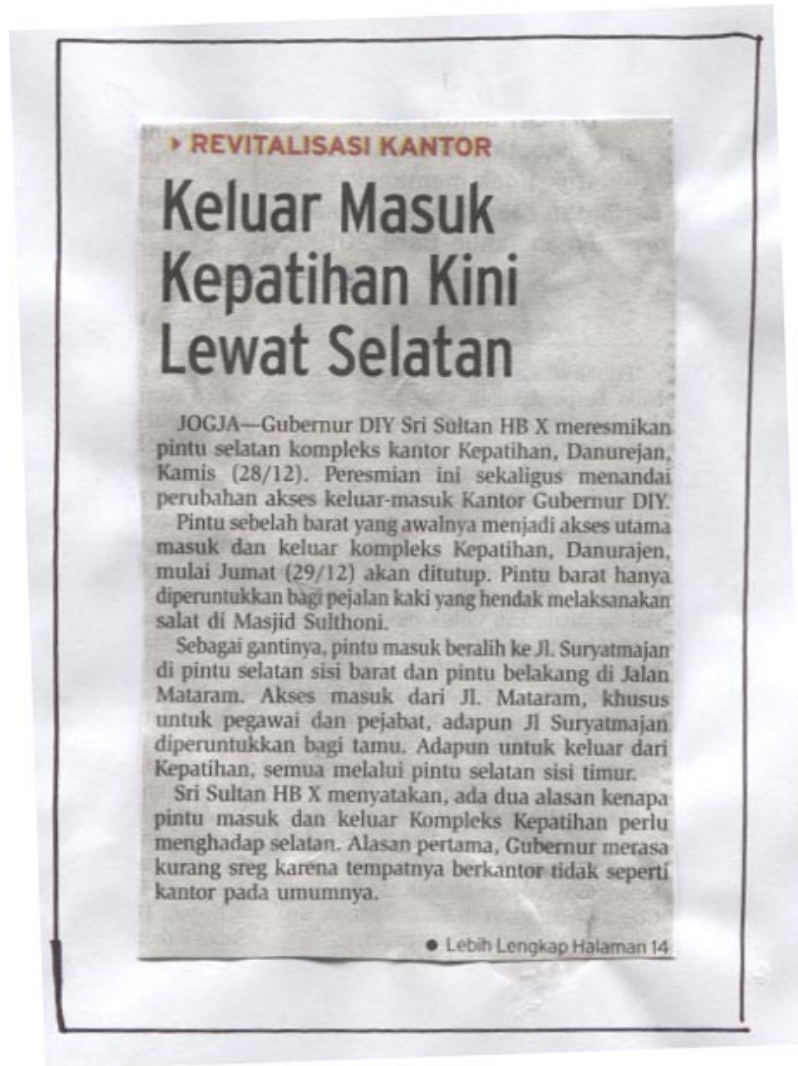 REVITALISASI KANTOR
Keluar Masuk
Kepatihan Kini
Lewat Selatan
JOGJA—Gubernur DIY Sri Sultan HB X meresmikan
pintu selatan kompleks kantor Kepatihan, Danurejan,
Kamis (28/12). Peresmian ini sekaligus menandai
perubahan akses keluar-masuk Kantor Gubernur DIY.
Pintu sebelah barat yang awalnya menjadi akses utama
masuk dan keluar kompleks Kepatihan, Danurajen,
mulai Jumat (29/12) akan ditutup. Pintu barat hanya
diperuntukkan bagi pejalan kaki yang hendak melaksanakan
salat di Masjid Sulthoni.
Sebagai gantinya, pintu masuk beralih ke Jl. Suryatmajan
di pintu selatan sisi barat dan pintu belakang di Jalan
Mataram. Akses masuk dari Jl. Mataram, khusus
untuk pegawai dan pejabat, adapun Jl Suryatmajan
diperuntukkan bagi tamu. Adapun untuk keluar dari
Kepatihan, semua melalui pintu selatan sisi timur.
Sri Sultan HB X menyatakan, ada dua alasan kenapa
pintu masuk dan keluar Kompleks Kepatihan perlu
menghadap selatan. Alasan pertama, Gubernur merasa
kurang sreg karena tempatnya berkantor tidak seperti
kantor pada umumnya.
● Lebih Lengkap Halaman 14